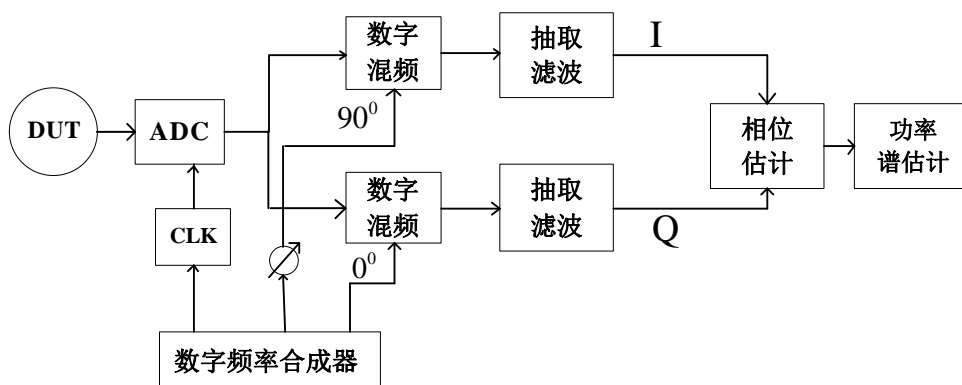 数字
混频
抽取
滤波
I
DUT
ADC
90⁰
相位
估计
功率
谱估计
数字
混频
抽取
滤波
Q
CLK
0⁰
数字频率合成器